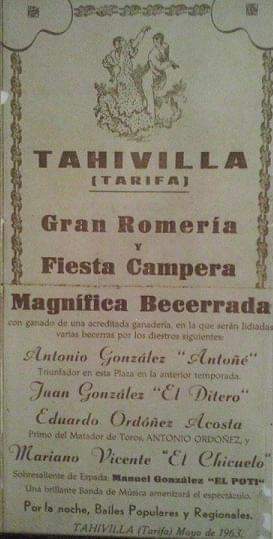 TAHIVILLA
(TARIFA)
Gran Romería
Y
Fiesta Campera
Magnífica Becerrada
con ganado de una acreditada ganadería, en la que serán lidiadas
varias becerras por los diestros siguientes:
Antonio González "Antoñé"
Triunfador en esta Plaza en la anterior temporada.
Juan González "El Ditero"
Eduardo Ordóñez Acosta
Primo del Matador de Toros, ANTONIO ORDOÑEZ, y
Mariano Vicente "El Chicuelo"
Sobresaliente de Espada: Manuel González "EL POTI"
Una brillante Banda de Música amenizará el espectáculo.
Por la noche, Bailes Populares y Regionales.
TAHIVILLA (Tarifa) Mayo de 1963.